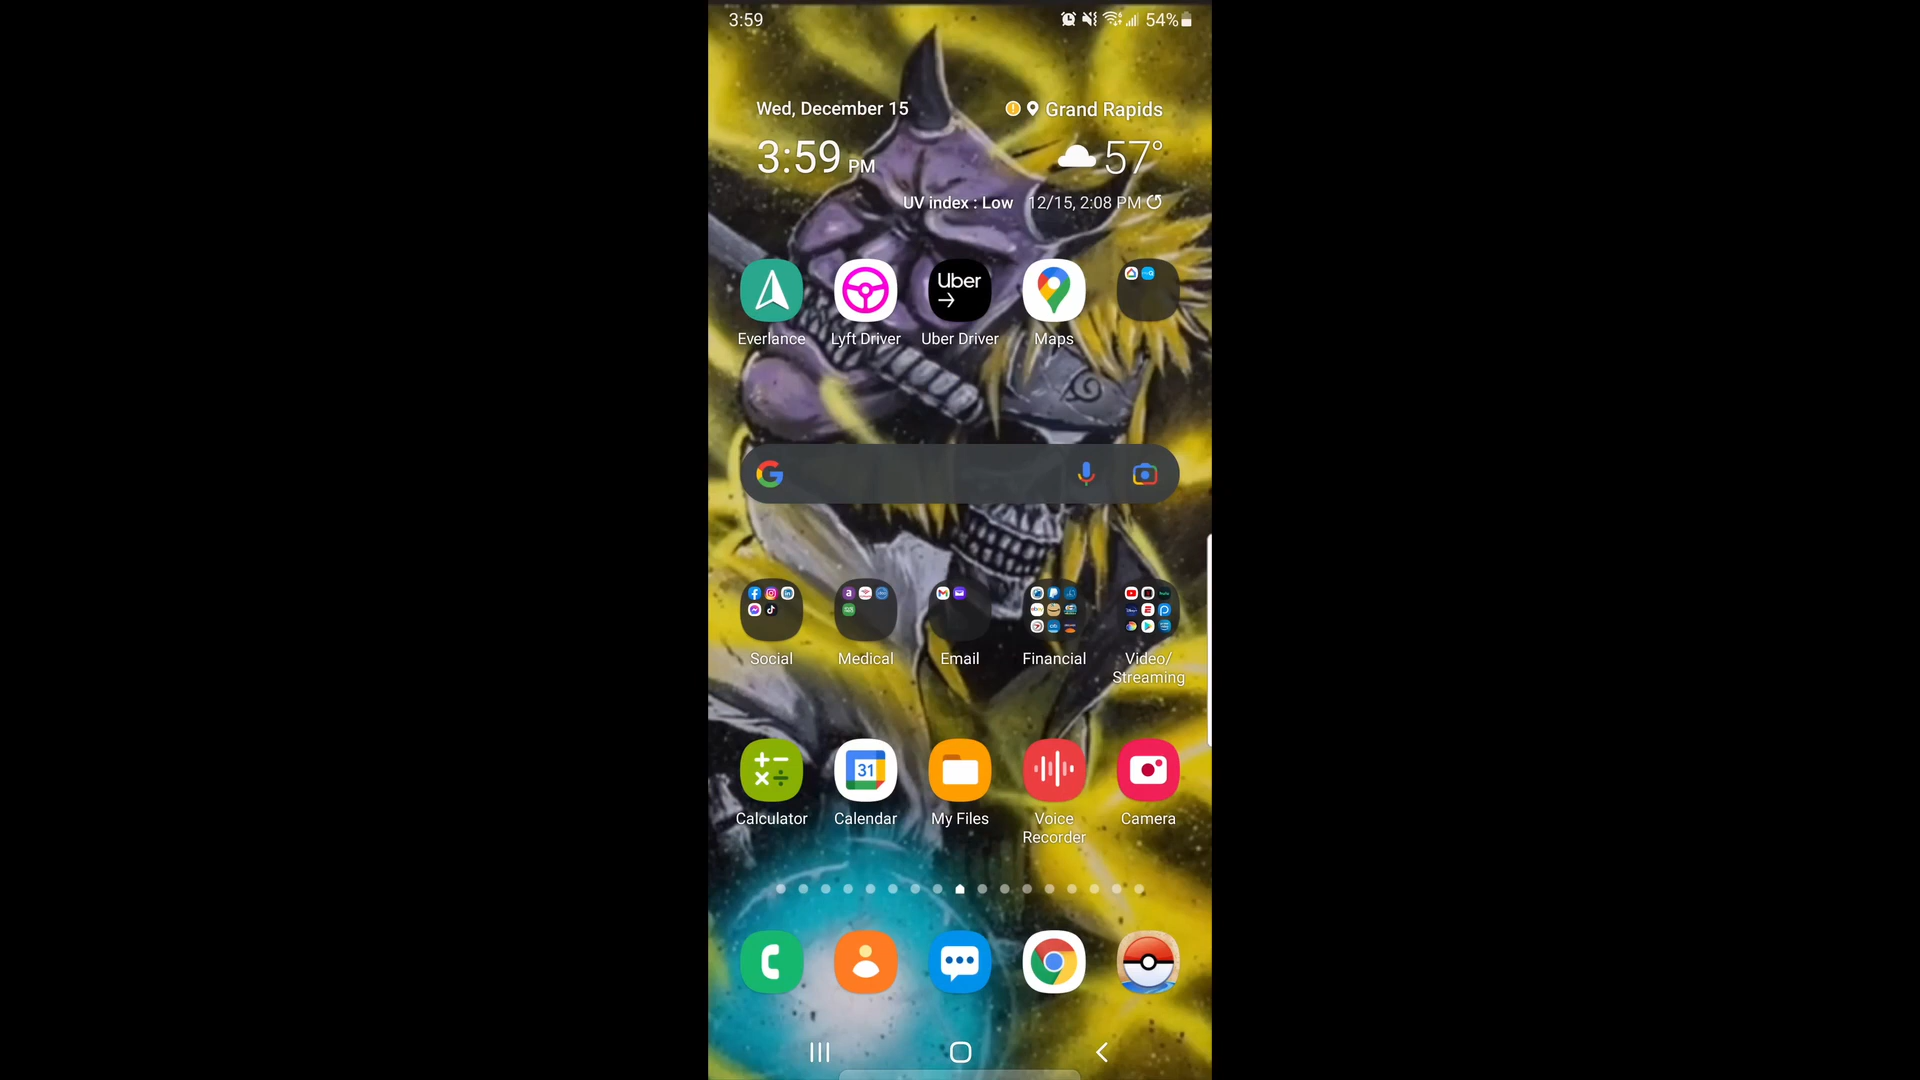 3:59
54%
Wed, December 15
Grand Rapids
3:59 PM
57°
UV index : Low 12/15, 2:08 PM
Uber
Everlance
Lyft Driver
Uber Driver
Maps
Social
Medical
Email
Financial
Video/
Streaming
31
Calculator
Calendar
My Files
Voice
Recorder
Camera